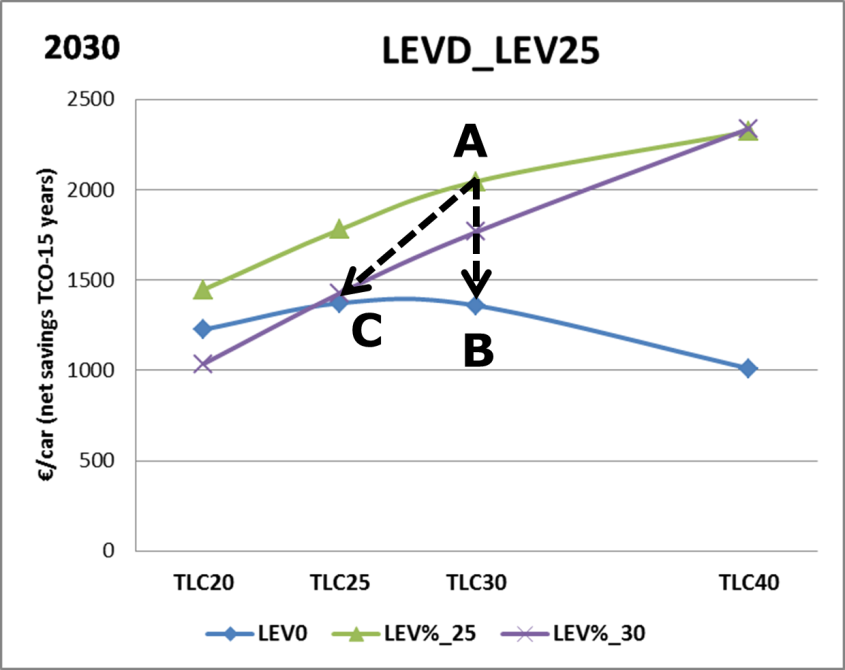 2030
LEVD_LEV25
€/car (net savings TCO-15 years)
2500
2000
1500
1000
500
0
A
C
B
TLC20 TLC25 TLC30 TLC40
LEV0 LEV%_25 LEV%_30